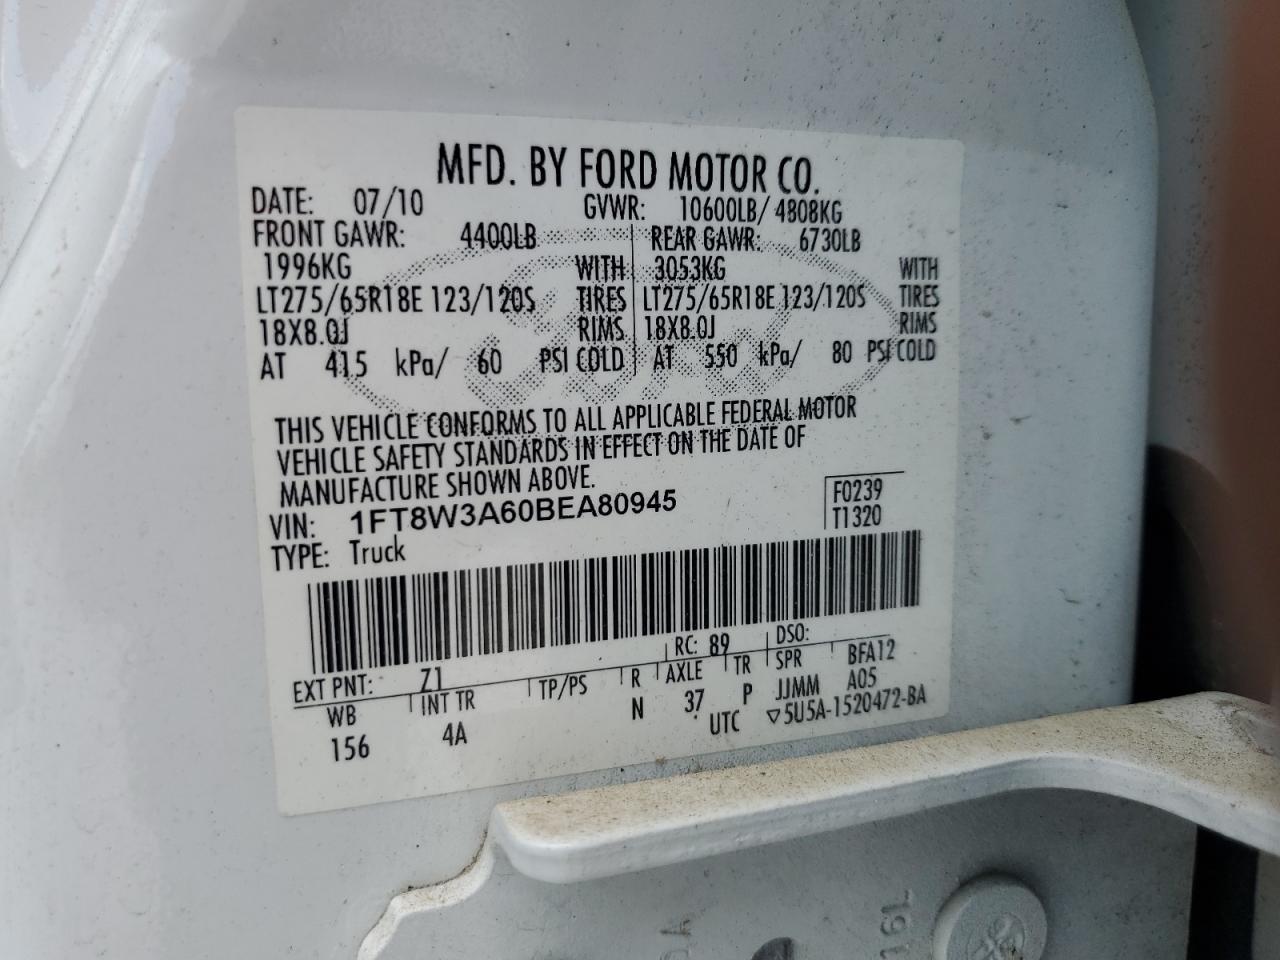 MFD. BY FORD MOTOR CO.
DATE: 07/10 GVWR: 10600LB/ 4808KG
FRONT GAWR: 4400LB REAR GAWR: 6730LB
1996KG WITH 3053KG WITH
LT275/65R18E 123/120S TIRES LT275/65R18E 123/120S TIRES
18X8.0J RIMS 18X8.0J RIMS
AT 415 kPa/ 60 PSI COLD AT 550 kPa/ 80 PSI COLD
THIS VEHICLE CONFORMS TO ALL APPLICABLE FEDERAL MOTOR
VEHICLE SAFETY STANDARDS IN EFFECT ON THE DATE OF
MANUFACTURE SHOWN ABOVE.
VIN: 1FT8W3A60BEA80945 F0239
TYPE: Truck T1320
RC: 89 DSO:
EXT PNT: Z1
WB INT TR TP/PS R AXLE TR SPR BFA12
156 4A N 37 P JJMM A05
UTC ▽5U5A-1520472-BA